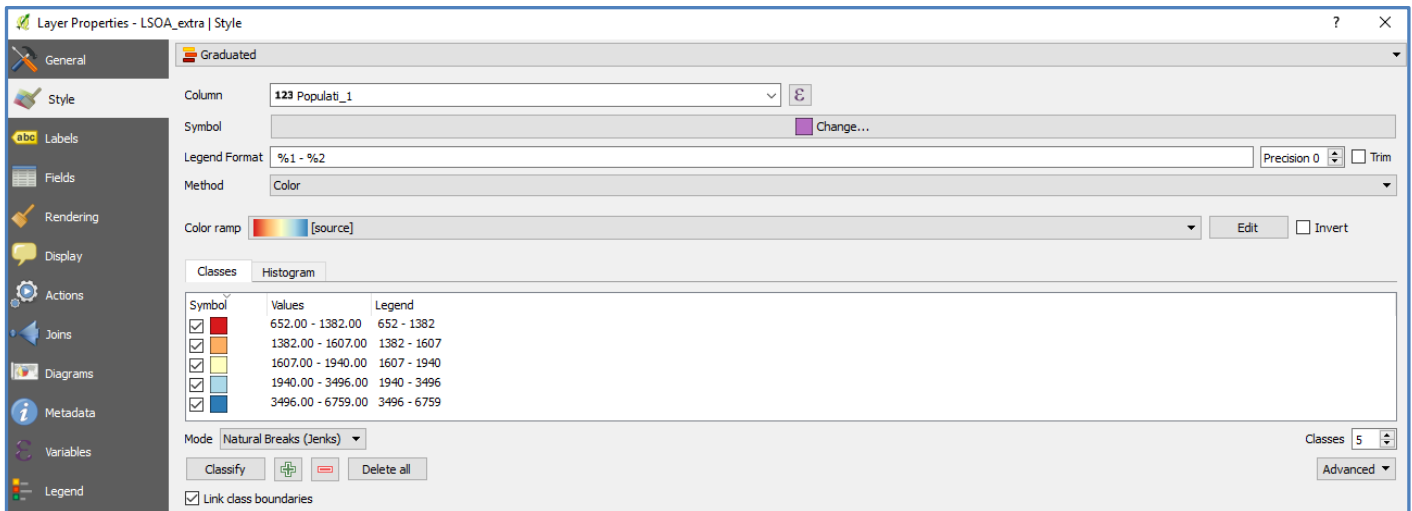 Layer Properties - LSOA_extra | Style ? ×
General
Style
abc Labels
Fields
Rendering
Display
Actions
Joins
Diagrams
Metadata
Variables
Legend
Graduated
Column 123 Populati_1 ε
Symbol Change...
Legend Format %1 - %2 Precision 0 Trim
Method Color
Color ramp [source] Edit Invert
Classes Histogram
Symbol Values Legend
652.00 - 1382.00 652 - 1382
1382.00 - 1607.00 1382 - 1607
1607.00 - 1940.00 1607 - 1940
1940.00 - 3496.00 1940 - 3496
3496.00 - 6759.00 3496 - 6759
Mode Natural Breaks (Jenks) Classes 5
Classify Delete all Advanced
Link class boundaries